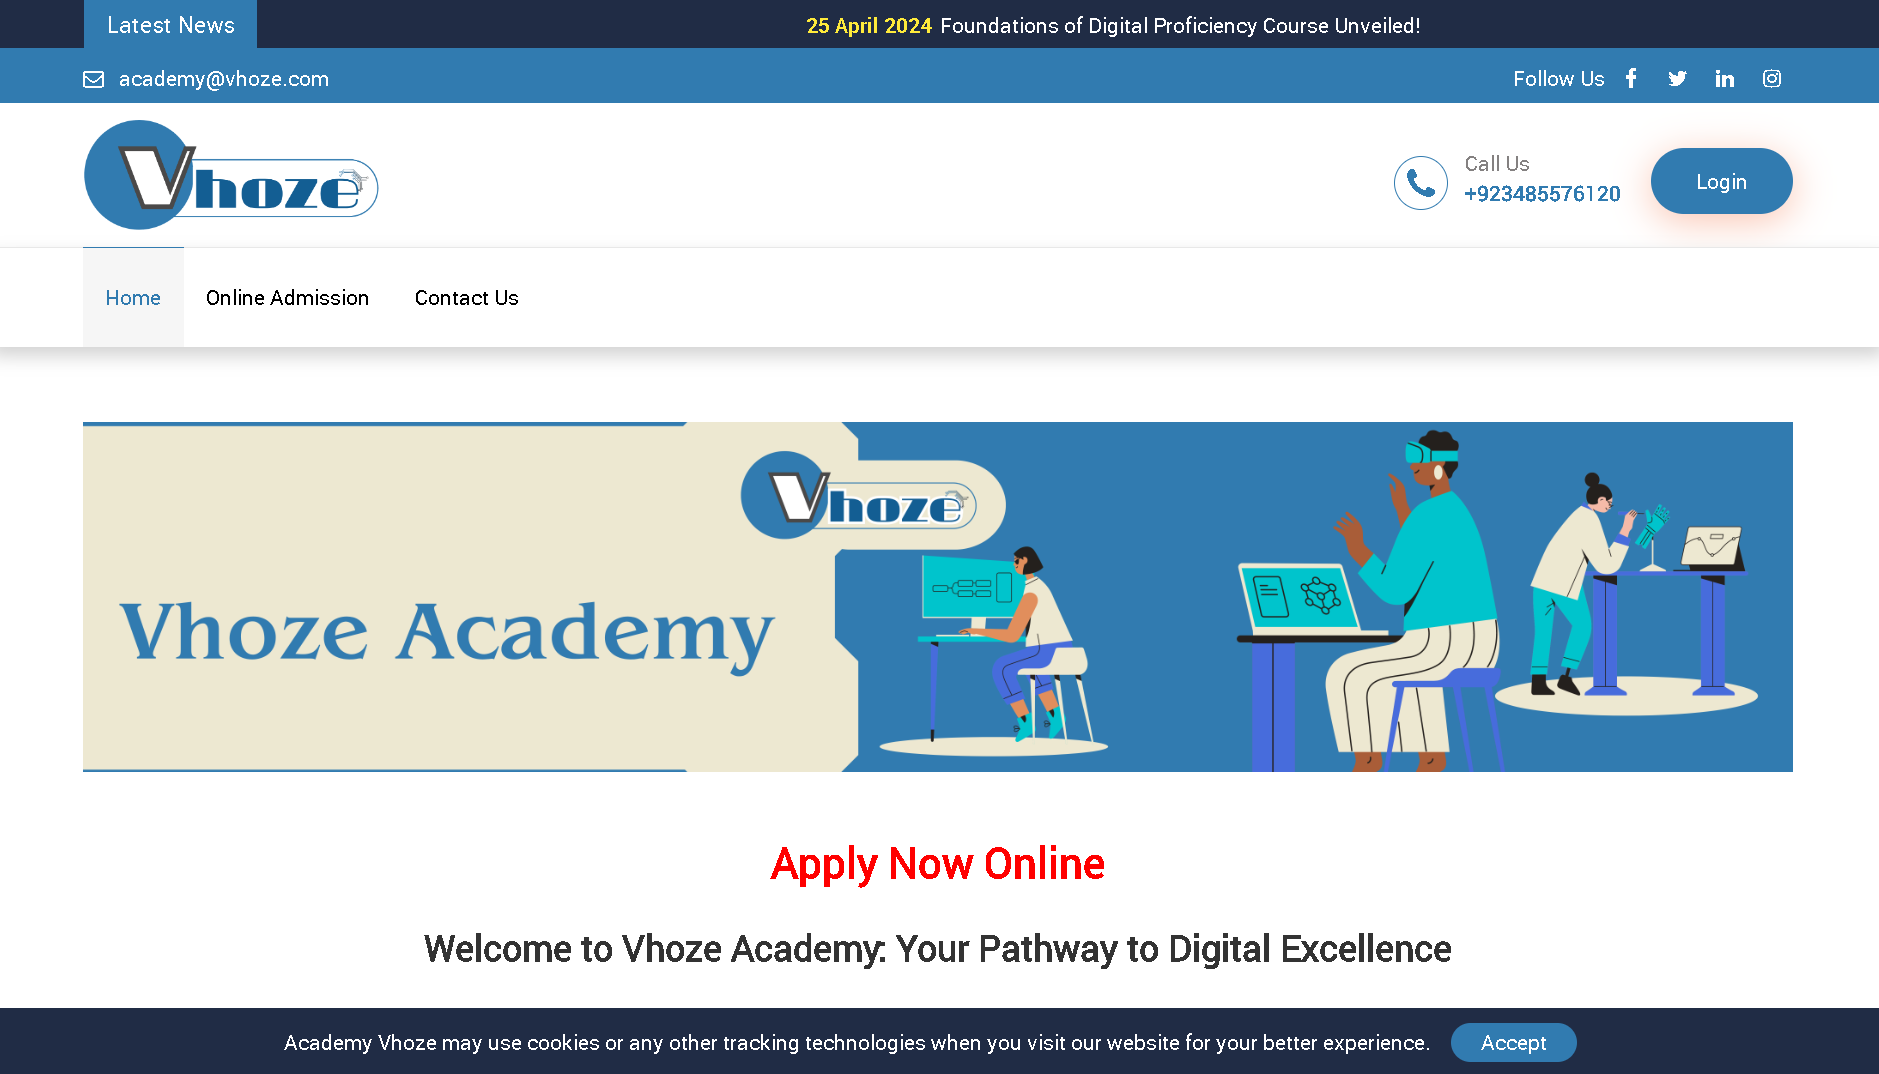 Latest News
25 April 2024 Foundations of Digital Proficiency Course Unveiled!
academy@vhoze.com
Follow Us
Vhoze
Call Us
+923485576120
Login
Home
Online Admission
Contact Us
Vhoze
Vhoze Academy
Apply Now Online
Welcome to Vhoze Academy: Your Pathway to Digital Excellence
Academy Vhoze may use cookies or any other tracking technologies when you visit our website for your better experience.
Accept